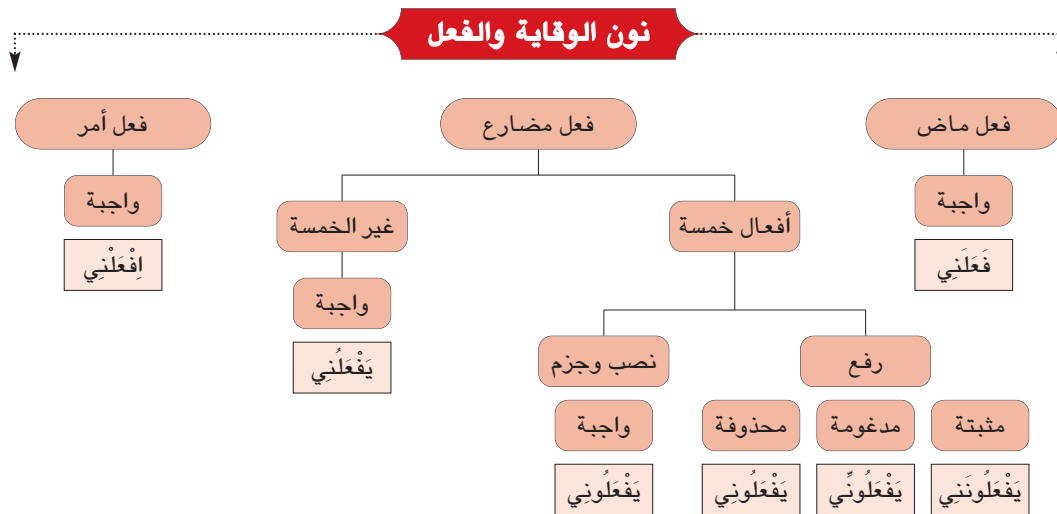 نون الوقاية والفعل
فعل ماض
فعل مضارع
فعل أمر
واجبة
فَعَلَنِي
أفعال خمسة
غير الخمسة
واجبة
اِفْعَلْنِي
واجبة
يَفْعَلُنِي
رفع
نصب وجزم
مثبتة
مدغومة
محذوفة
واجبة
يَفْعَلُونَنِي
يَفْعَلُونِّي
يَفْعَلُونِي
يَفْعَلُونِي